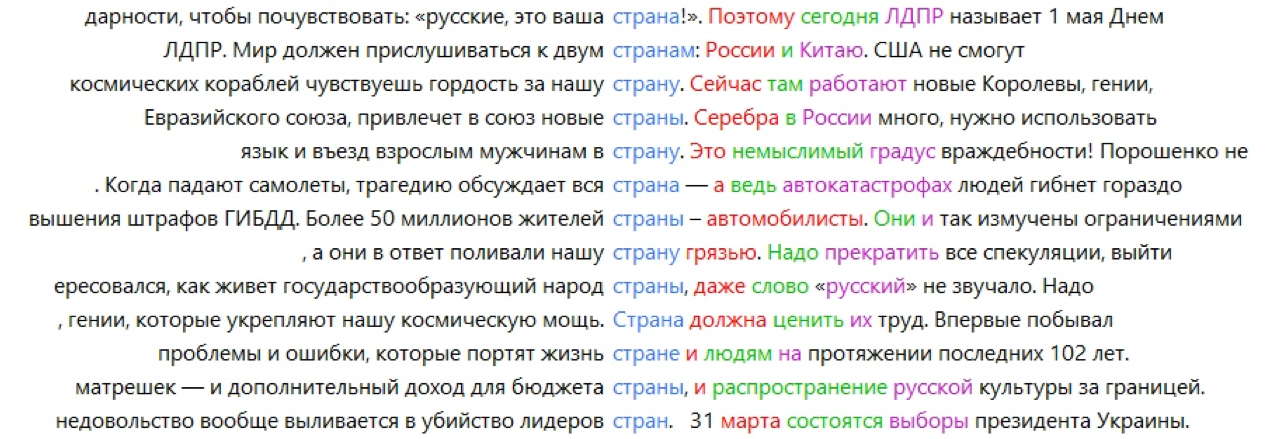 дарности, чтобы почувствовать: «русские, это ваша страна!». Поэтому сегодня ЛДПР называет 1 мая Днем
ЛДПР. Мир должен прислушиваться к двум странам: России и Китаю. США не смогут
космических кораблей чувствуешь гордость за нашу страну. Сейчас там работают новые Королевы, гении,
Евразийского союза, привлечет в союз новые страны. Серебра в России много, нужно использовать
язык и въезд взрослым мужчинам в страну. Это немыслимый градус враждебности! Порошенко не
. Когда падают самолеты, трагедию обсуждает вся страна — а ведь автокатастрофах людей гибнет гораздо
вышения штрафов ГИБДД. Более 50 миллионов жителей страны – автомобилисты. Они и так измучены ограничениями
, а они в ответ поливали нашу страну грязью. Надо прекратить все спекуляции, выйти
ересовался, как живет государствообразующий народ страны, даже слово «русский» не звучало. Надо
, гении, которые укрепляют нашу космическую мощь. Страна должна ценить их труд. Впервые побывал
проблемы и ошибки, которые портят жизнь стране и людям на протяжении последних 102 лет.
матрешек — и дополнительный доход для бюджета страны, и распространение русской культуры за границей.
недовольство вообще выливается в убийство лидеров стран. 31 марта состоятся выборы президента Украины.